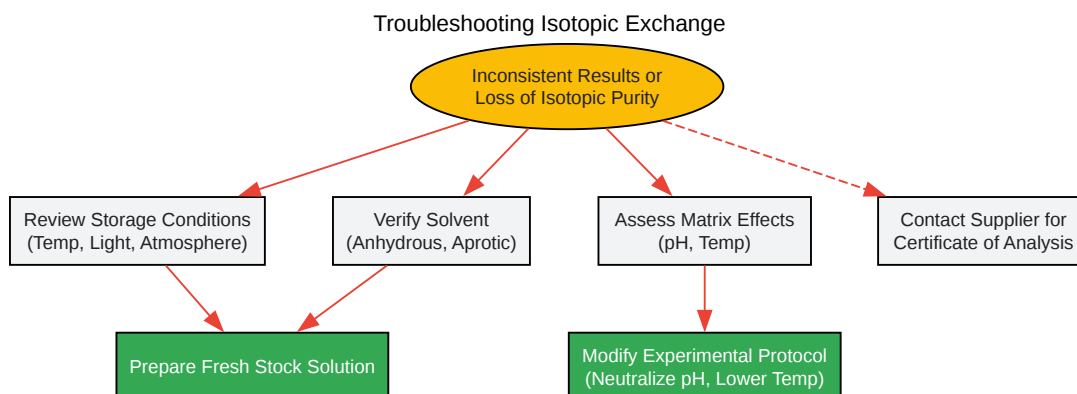 Troubleshooting Isotopic Exchange
Inconsistent Results or
Loss of Isotopic Purity
Review Storage Conditions
(Temp, Light, Atmosphere)
Verify Solvent
(Anhydrous, Aprotic)
Assess Matrix Effects
(pH, Temp)
Contact Supplier for
Certificate of Analysis
Prepare Fresh Stock Solution
Modify Experimental Protocol
(Neutralize pH, Lower Temp)